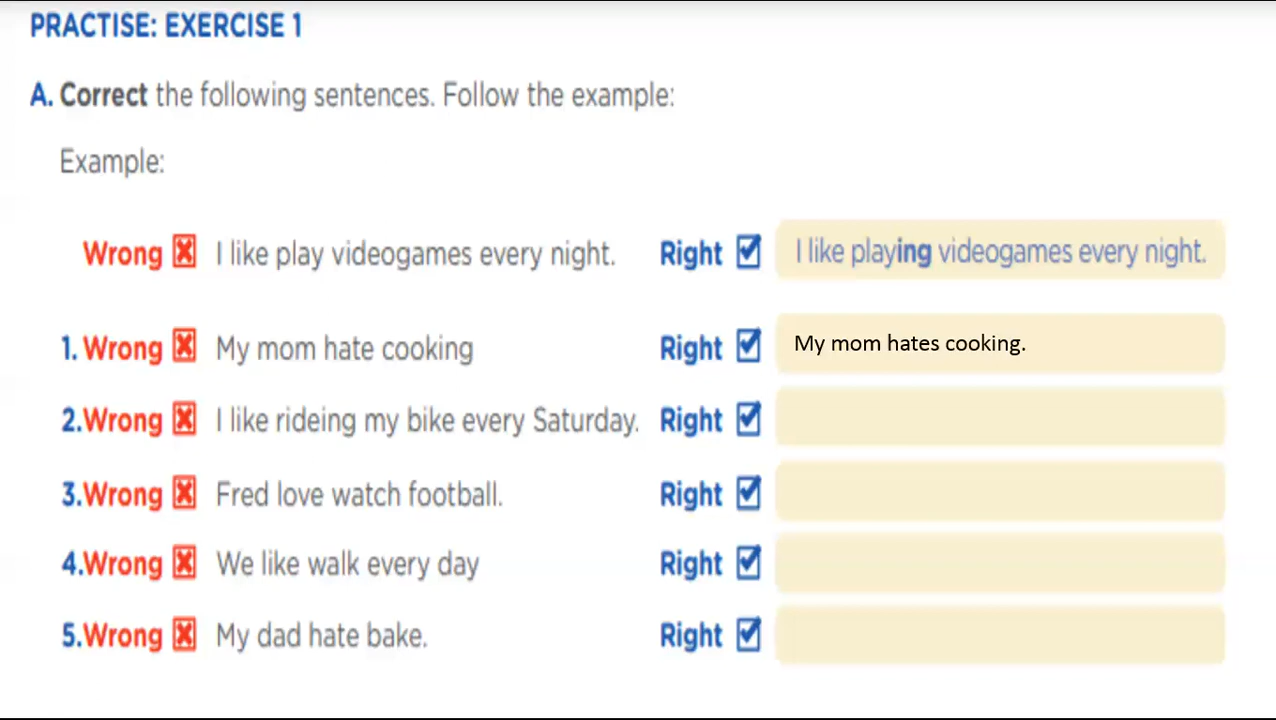 PRACTISE: EXERCISE 1
A. Correct the following sentences. Follow the example:
Example:
Wrong I like play videogames every night. Right I like playing videogames every night.
1. Wrong My mom hate cooking Right My mom hates cooking.
2.Wrong I like rideing my bike every Saturday. Right
3.Wrong Fred love watch football. Right
4.Wrong We like walk every day Right
5.Wrong My dad hate bake. Right